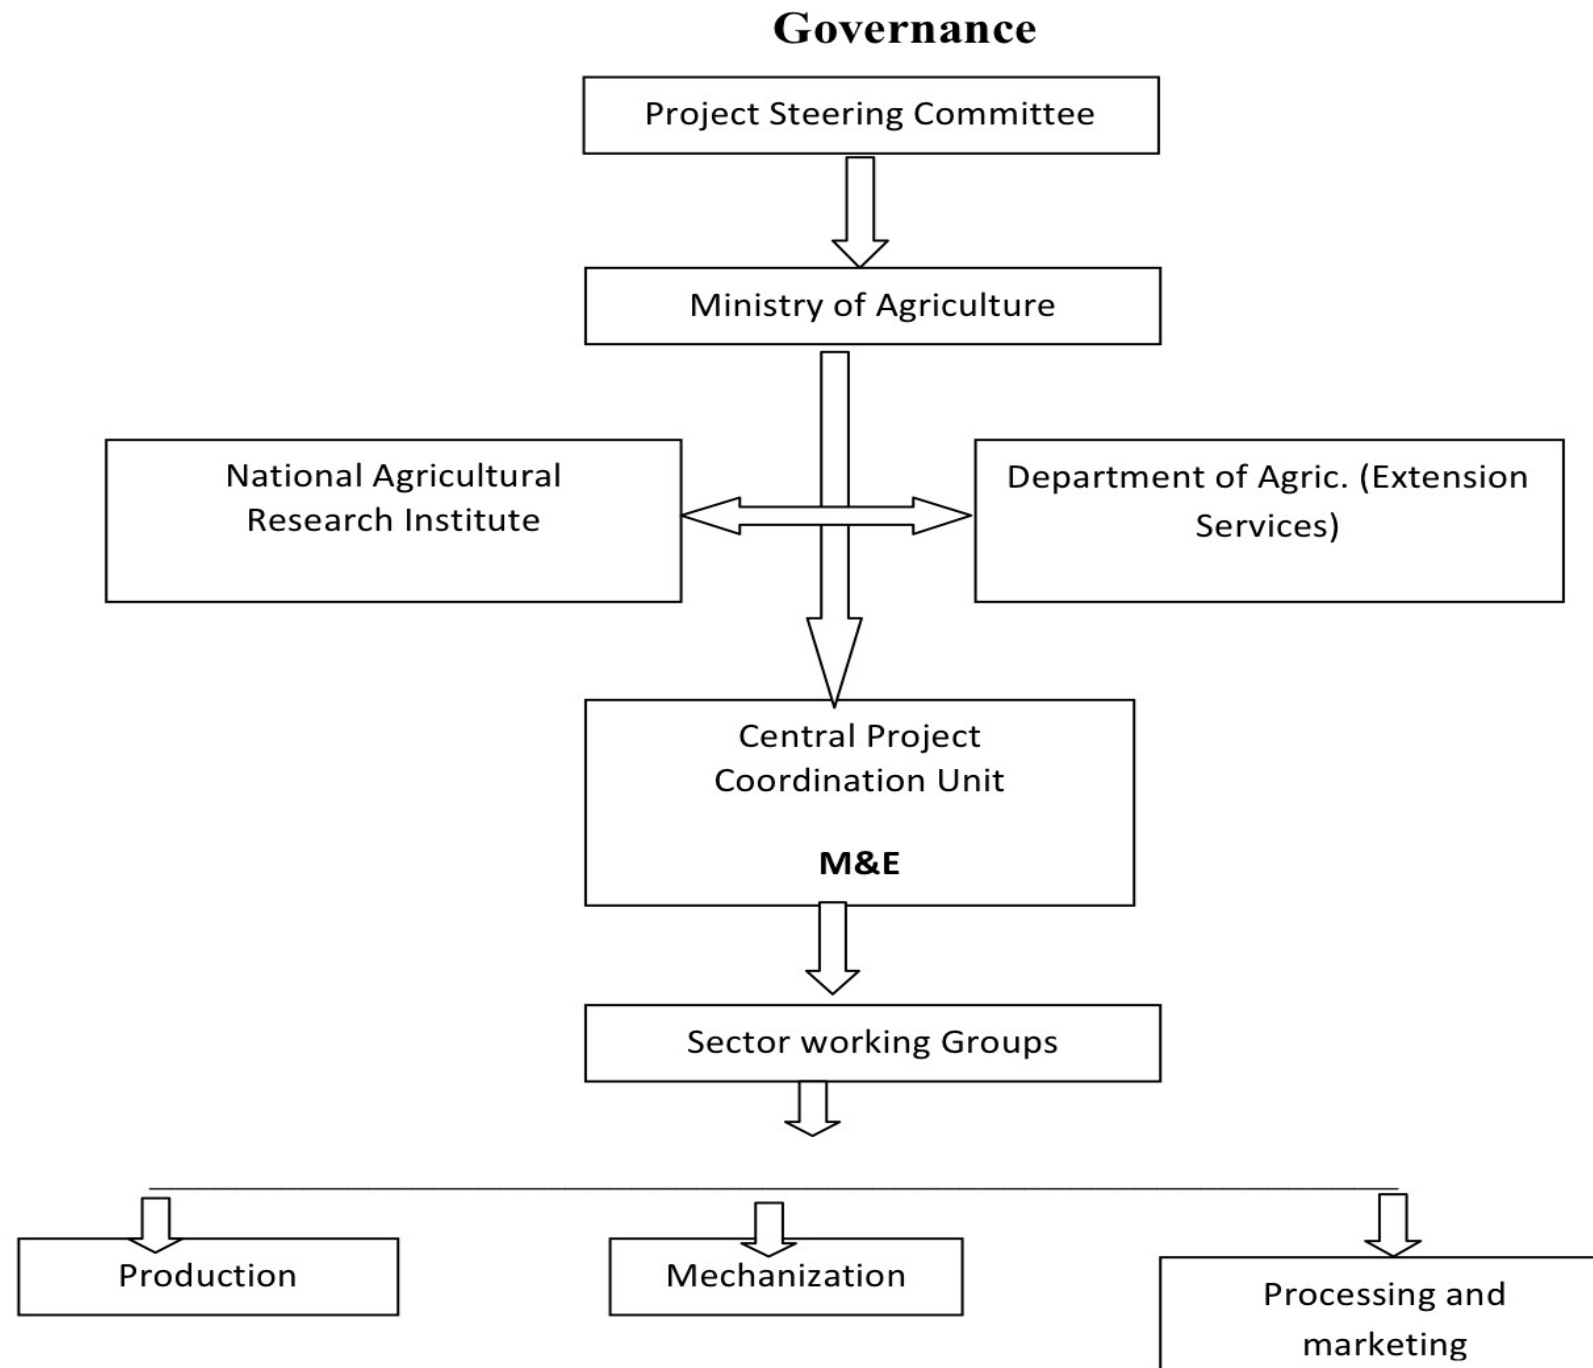 Governance
Project Steering Committee
Ministry of Agriculture
National Agricultural
Research Institute
Department of Agric. (Extension
Services)
Central Project
Coordination Unit
M&E
Sector working Groups
Production
Mechanization
Processing and
marketing